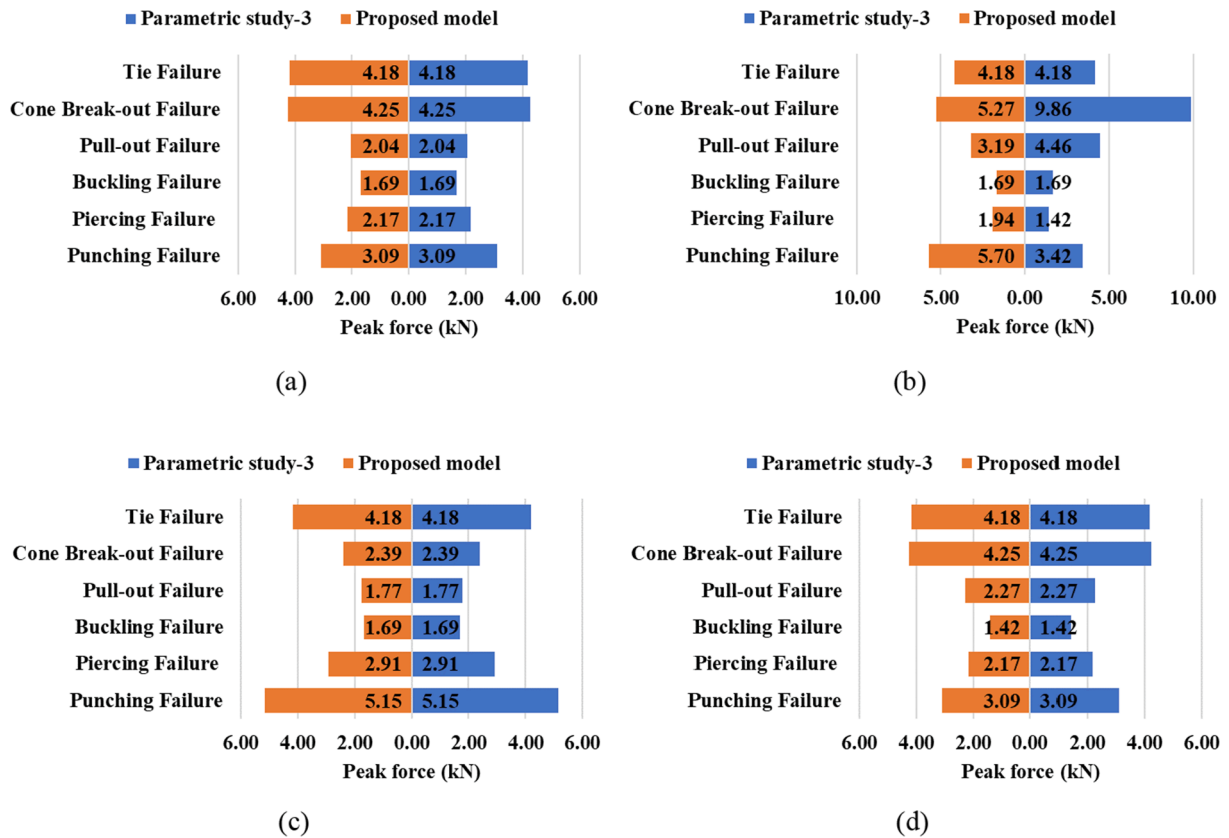 Parametric study-3 Proposed model
Tie Failure 4.18 4.18
Cone Break-out Failure 4.25 4.25
Pull-out Failure 2.04 2.04
Buckling Failure 1.69 1.69
Piercing Failure 2.17 2.17
Punching Failure 3.09 3.09
6.00 4.00 2.00 0.00 2.00 4.00 6.00
Peak force (kN)
(a)
Parametric study-3 Proposed model
Tie Failure 4.18 4.18
Cone Break-out Failure 5.27 9.86
Pull-out Failure 3.19 4.46
Buckling Failure 1.69 1.69
Piercing Failure 1.94 1.42
Punching Failure 5.70 3.42
10.00 5.00 0.00 5.00 10.00
Peak force (kN)
(b)
Parametric study-3 Proposed model
Tie Failure 4.18 4.18
Cone Break-out Failure 2.39 2.39
Pull-out Failure 1.77 1.77
Buckling Failure 1.69 1.69
Piercing Failure 2.91 2.91
Punching Failure 5.15 5.15
6.00 4.00 2.00 0.00 2.00 4.00 6.00
Peak force (kN)
(c)
Parametric study-3 Proposed model
Tie Failure 4.18 4.18
Cone Break-out Failure 4.25 4.25
Pull-out Failure 2.27 2.27
Buckling Failure 1.42 1.42
Piercing Failure 2.17 2.17
Punching Failure 3.09 3.09
6.00 4.00 2.00 0.00 2.00 4.00 6.00
Peak force (kN)
(d)